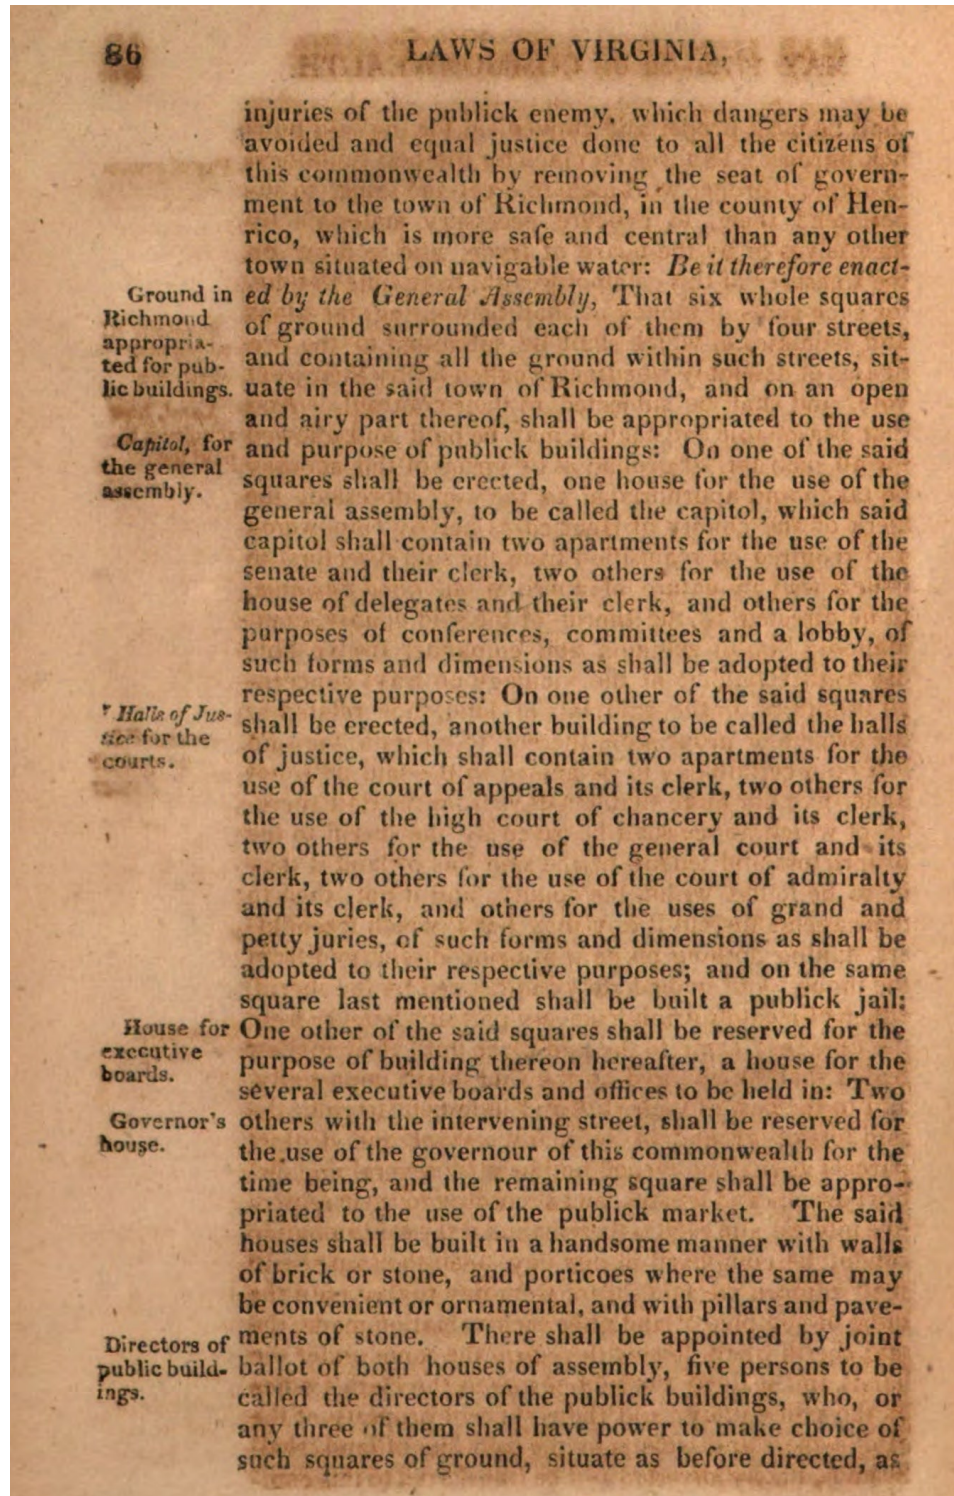 86
LAWS OF VIRGINIA,
injuries of the publick enemy, which dangers may be
avoided and equal justice done to all the citizens of
this commonwealth by removing the seat of govern-
ment to the town of Richmond, in the county of Hen-
rico, which is more safe and central than any other
town situated on navigable water: Be it therefore enact-
Ground in
Richmond
appropria-
ted for pub-
lic buildings.
ed by the General Assembly, That six whole squares
of ground surrounded each of them by four streets,
and containing all the ground within such streets, sit-
uate in the said town of Richmond, and on an open
and airy part thereof, shall be appropriated to the use
Capitol, for
the general
assembly.
and purpose of publick buildings: On one of the said
squares shall be erected, one house for the use of the
general assembly, to be called the capitol, which said
capitol shall contain two apartments for the use of the
senate and their clerk, two others for the use of the
house of delegates and their clerk, and others for the
purposes of conferences, committees and a lobby, of
such forms and dimensions as shall be adopted to their
respective purposes: On one other of the said squares
Halls of Jus-
tice for the
courts.
shall be erected, another building to be called the halls
of justice, which shall contain two apartments for the
use of the court of appeals and its clerk, two others for
the use of the high court of chancery and its clerk,
two others for the use of the general court and its
clerk, two others for the use of the court of admiralty
and its clerk, and others for the uses of grand and
petty juries, of such forms and dimensions as shall be
adopted to their respective purposes; and on the same
square last mentioned shall be built a publick jail:
House for
executive
boards.
One other of the said squares shall be reserved for the
purpose of building thereon hereafter, a house for the
several executive boards and offices to be held in: Two
Governor's
house.
others with the intervening street, shall be reserved for
the use of the governour of this commonwealth for the
time being, and the remaining square shall be appro-
priated to the use of the publick market. The said
houses shall be built in a handsome manner with walls
of brick or stone, and porticoes where the same may
be convenient or ornamental, and with pillars and pave-
Directors of
public build-
ings.
ments of stone. There shall be appointed by joint
ballot of both houses of assembly, five persons to be
called the directors of the publick buildings, who, or
any three of them shall have power to make choice of
such squares of ground, situate as before directed, as